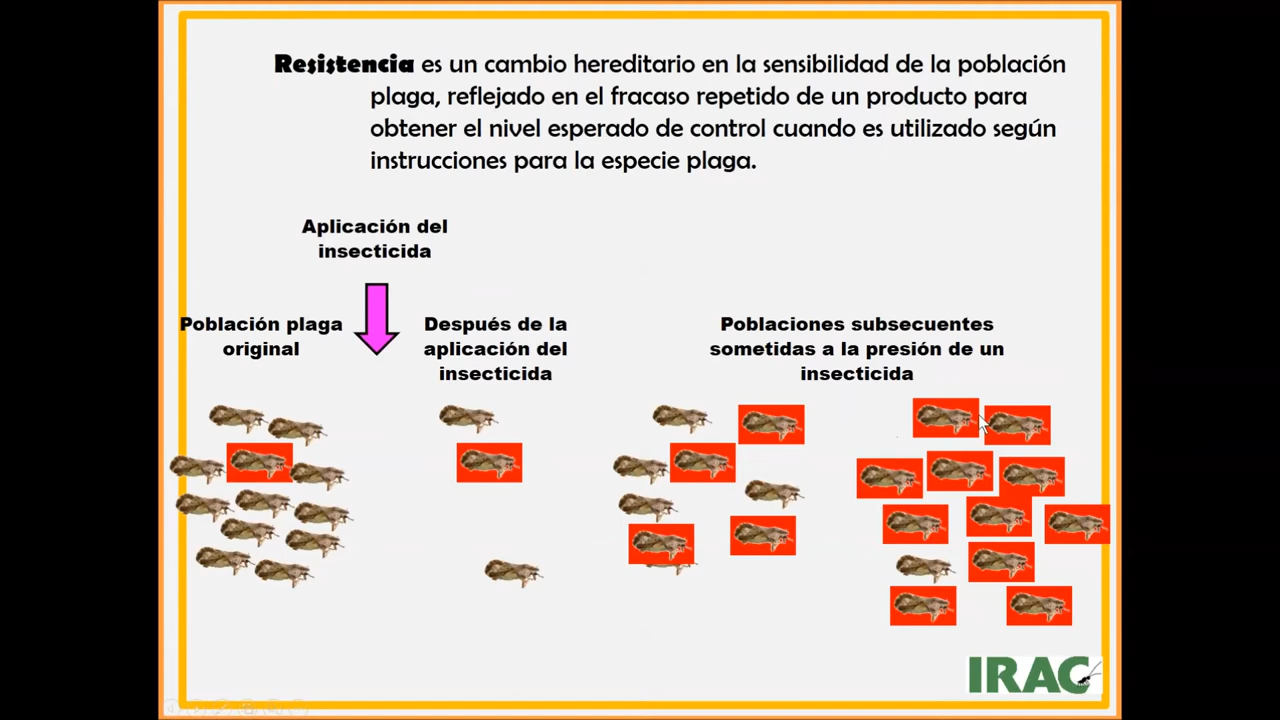 Resistencia es un cambio hereditario en la sensibilidad de la población
plaga, reflejado en el fracaso repetido de un producto para
obtener el nivel esperado de control cuando es utilizado según
instrucciones para la especie plaga.
Aplicación del
insecticida
Población plaga
original
Después de la
aplicación del
insecticida
Poblaciones subsecuentes
sometidas a la presión de un
insecticida
IRAC